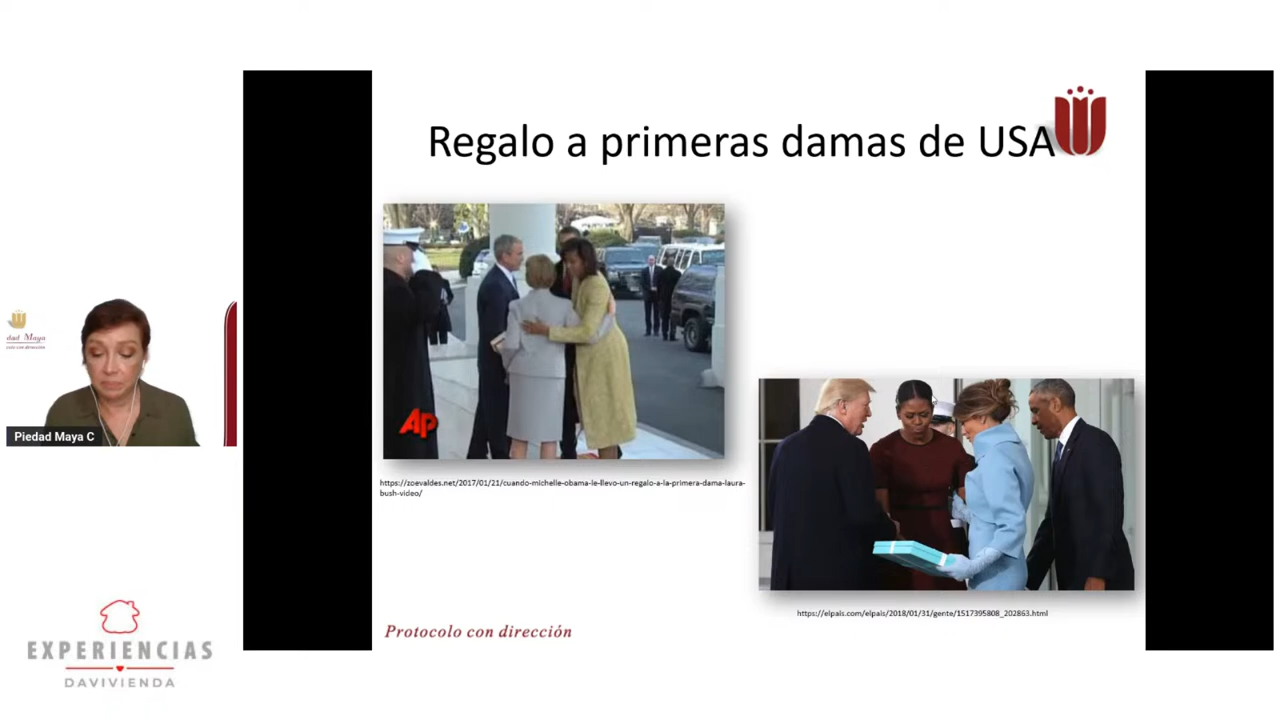 Regalo a primeras damas de USA
AP
https://zoevaldes.net/2017/01/21/cuando-michelle-obama-le-llevo-un-regalo-a-la-primera-dama-laura-
bush-video/
https://elpais.com/elpais/2018/01/31/gente/1517395808_202863.html
Protocolo con dirección
dad Maya
Piedad Maya C
EXPERIENCIAS
DAVIVIENDA